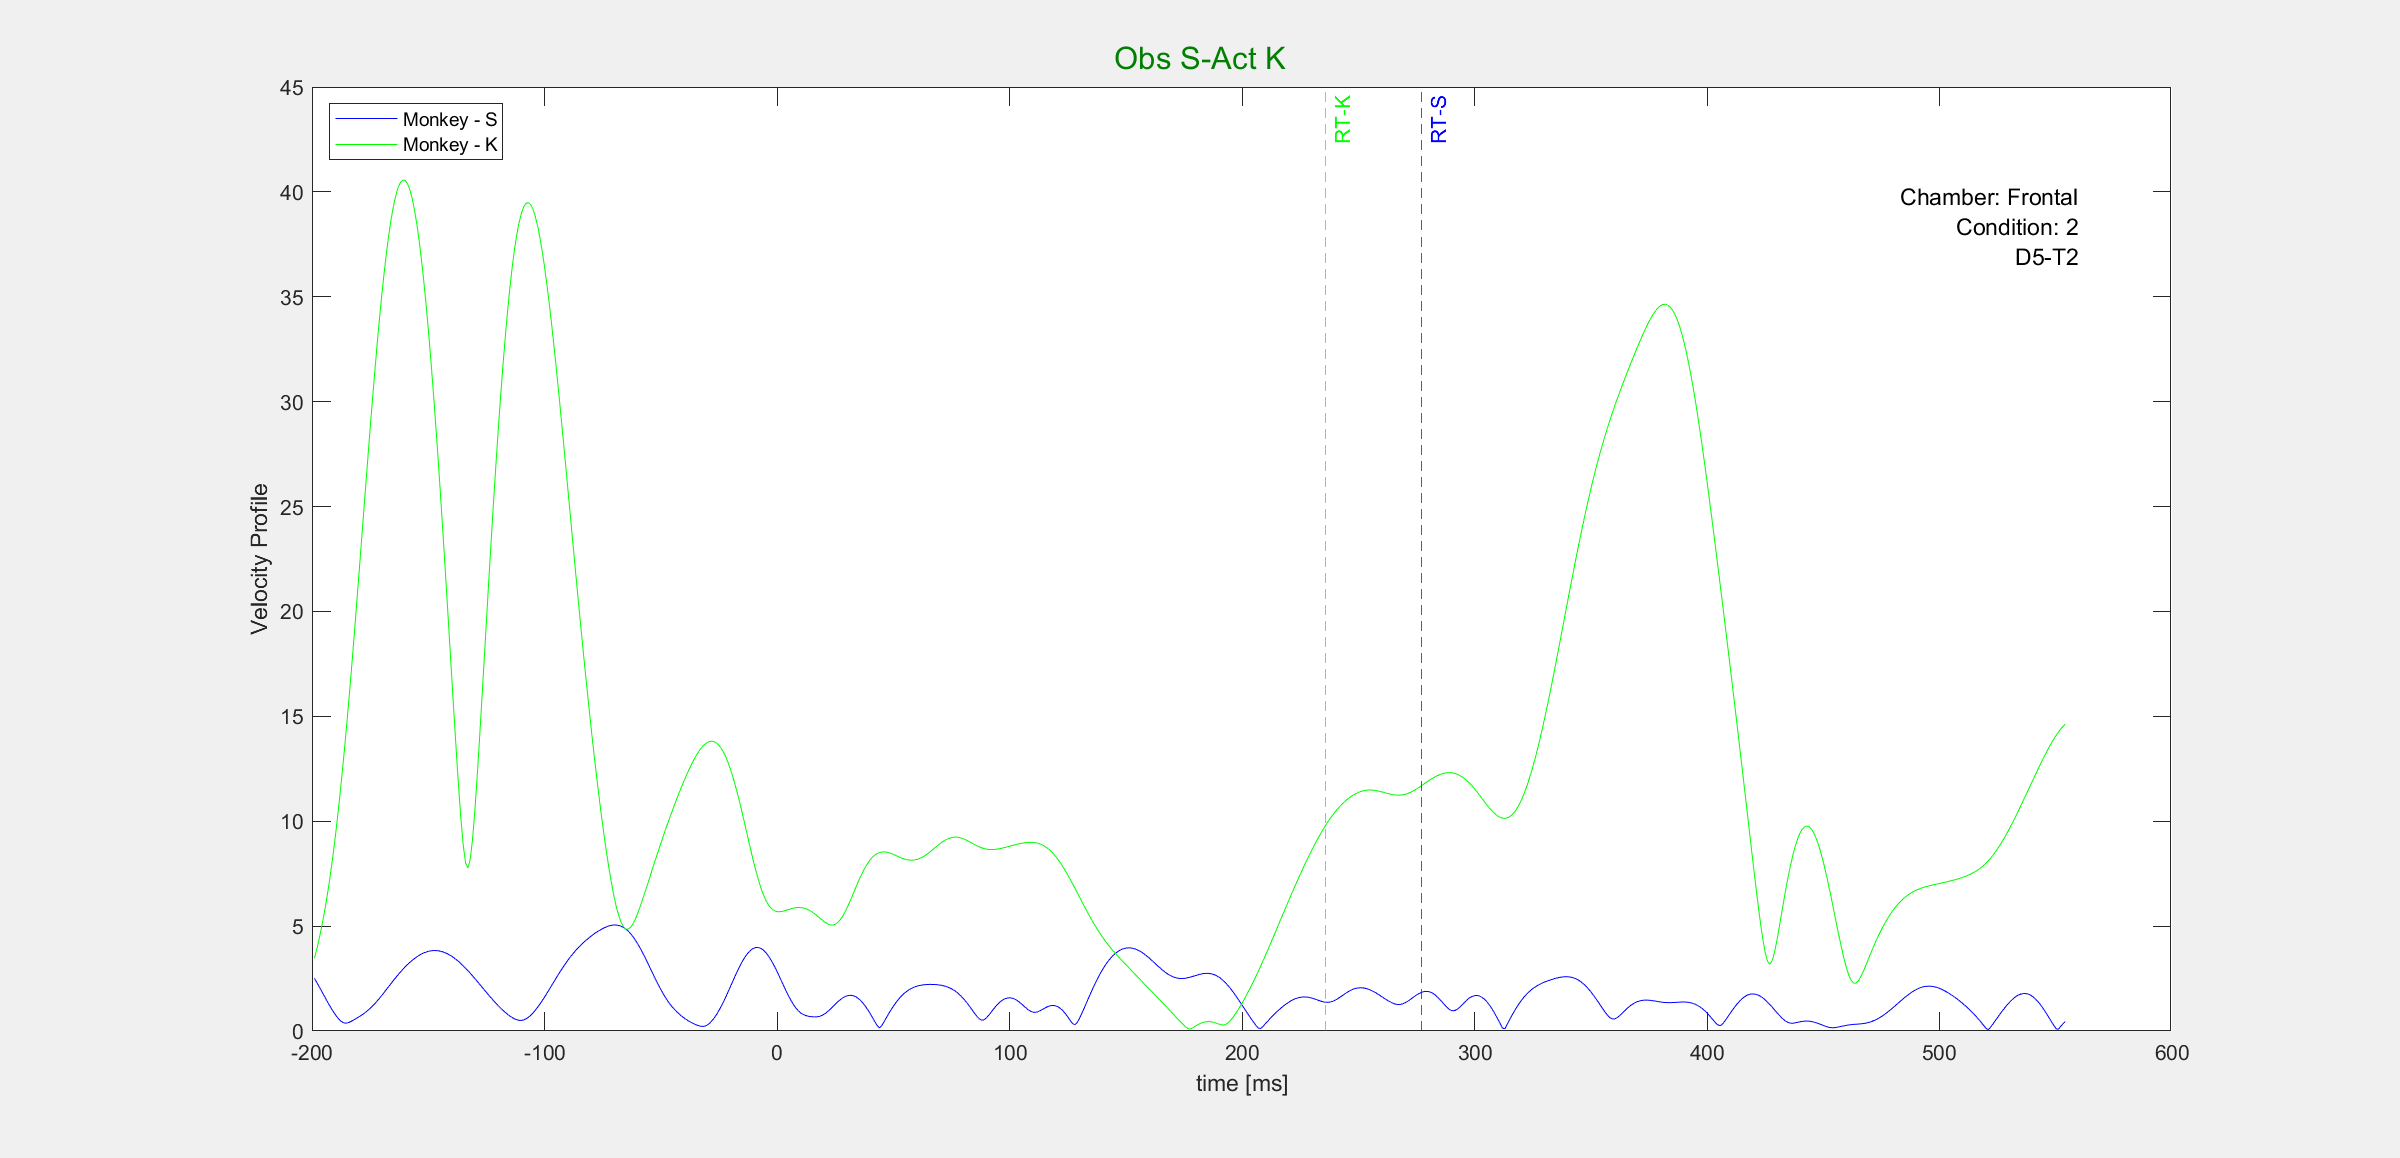 Obs S-Act K
Monkey - S
Monkey - K
RT-K
RT-S
Chamber: Frontal
Condition: 2
D5-T2
Velocity Profile
45
40
35
30
25
20
15
10
5
0
-200
-100
0
100
200
300
400
500
600
time [ms]